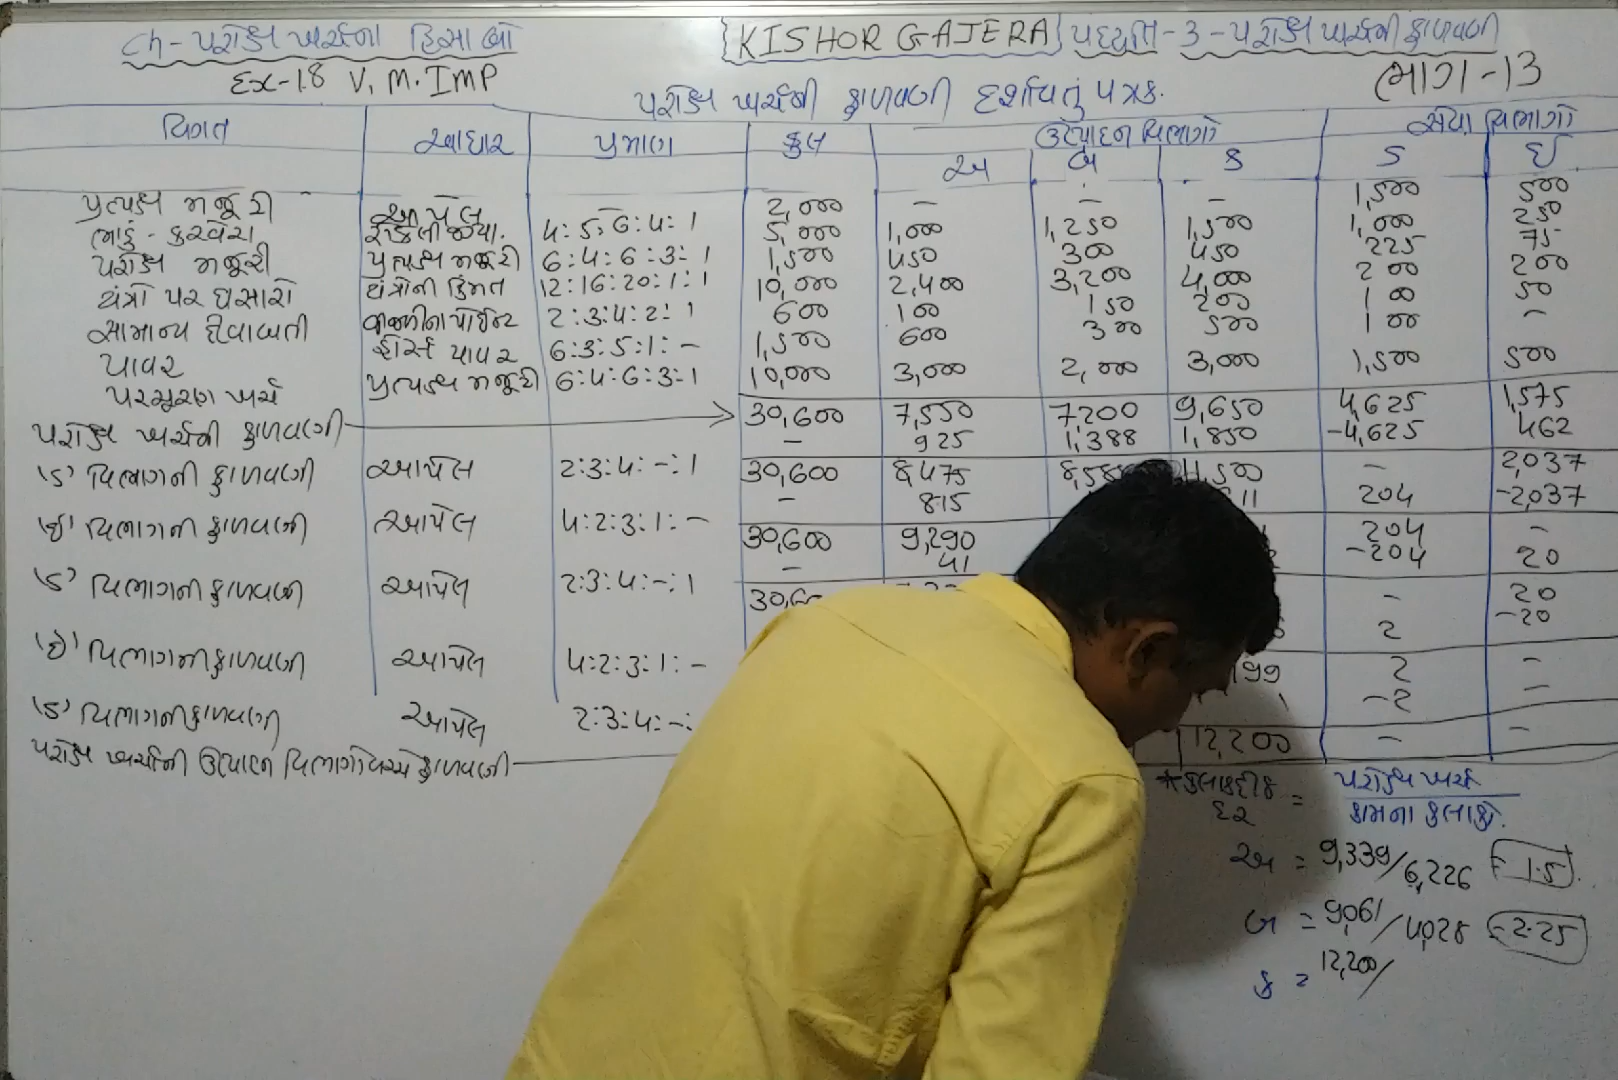 Ch-પરોક્ષ ખર્ચના હિસાબો {KISHOR GAJERA} પદ્ધતિ-૩-પરોક્ષ ખર્ચની ફાળવણી
Ex-18 V.M.IMP ભાગ-૧૩
પરોક્ષ ખર્ચની ફાળવણી દર્શાવતું પત્રક.
વિગત આધાર પ્રમાણ કુલ ઉત્પાદન વિભાગો સેવા વિભાગો
અ બ ક ડ ઈ
પ્રત્યક્ષ મજૂરી આપેલ - 2,000 - - - 1,500 500
ભાડું-કરવેરા રોકેલી જગ્યા. 4:5:6:4:1 5,000 1,000 1,250 1,500 1,000 250
પરોક્ષ મજૂરી પ્રત્યક્ષ મજૂરી 6:4:6:3:1 1,500 450 300 450 225 75
યંત્રો પર ઘસારો યંત્રોની કિંમત 12:16:20:1:1 10,000 2,400 3,200 4,000 200 200
સામાન્ય દીવાબત્તી વીજળીના પોઈન્ટ 2:3:4:2:1 600 100 150 200 100 50
પાવર હોર્સ પાવર 6:3:5:1:- 1,500 600 300 500 100 -
પરચૂરણ ખર્ચ પ્રત્યક્ષ મજૂરી 6:4:6:3:1 10,000 3,000 2,000 3,000 1,500 500
પરોક્ષ ખર્ચની ફાળવણી 30,600 7,550 7,200 9,650 4,625 1,575
'ડ' વિભાગની ફાળવણી આપેલ 2:3:4:-:1 - 925 1,388 1,850 -4,625 462
30,600 8,475 11,500 - 2,037
'ઈ' વિભાગની ફાળવણી આપેલ 4:2:3:1:- - 815 204 -2,037
30,600 9,290 204 -
'ડ' વિભાગની ફાળવણી આપેલ 2:3:4:-:1 - 41 -204 20
- 20
'ઈ' વિભાગની ફાળવણી આપેલ 4:2:3:1:- 2 -20
2 -
'ડ' વિભાગની ફાળવણી આપેલ 2:3:4:-: 1 -2 -
પરોક્ષ ખર્ચની ઉત્પાદન વિભાગો વચ્ચે ફાળવણી 12,200 - -
*કલાકદીઠ દર = પરોક્ષ ખર્ચ / કામના કલાકો.
અ = 9,339/6,226 = 1.5
બ = 9,061/4,028 = 2.25
ક = 12,200/